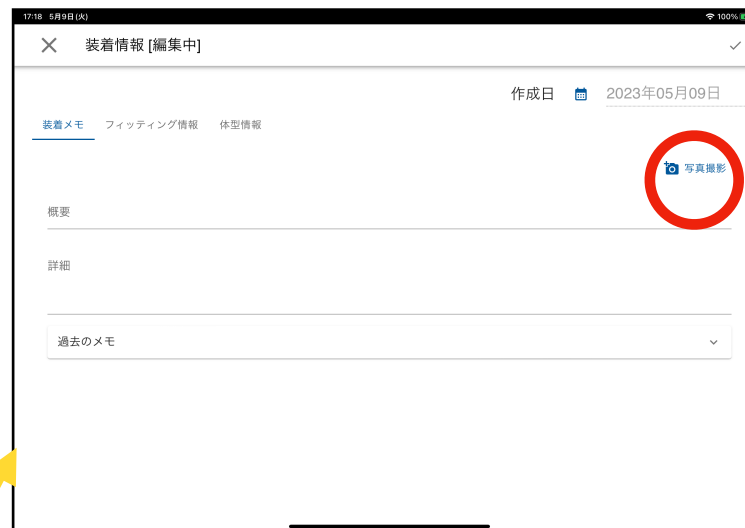 17:18 5月9日(火)
100%
装着情報 [編集中]
作成日 2023年05月09日
装着メモ フィッティング情報 体型情報
写真撮影
概要
詳細
過去のメモ